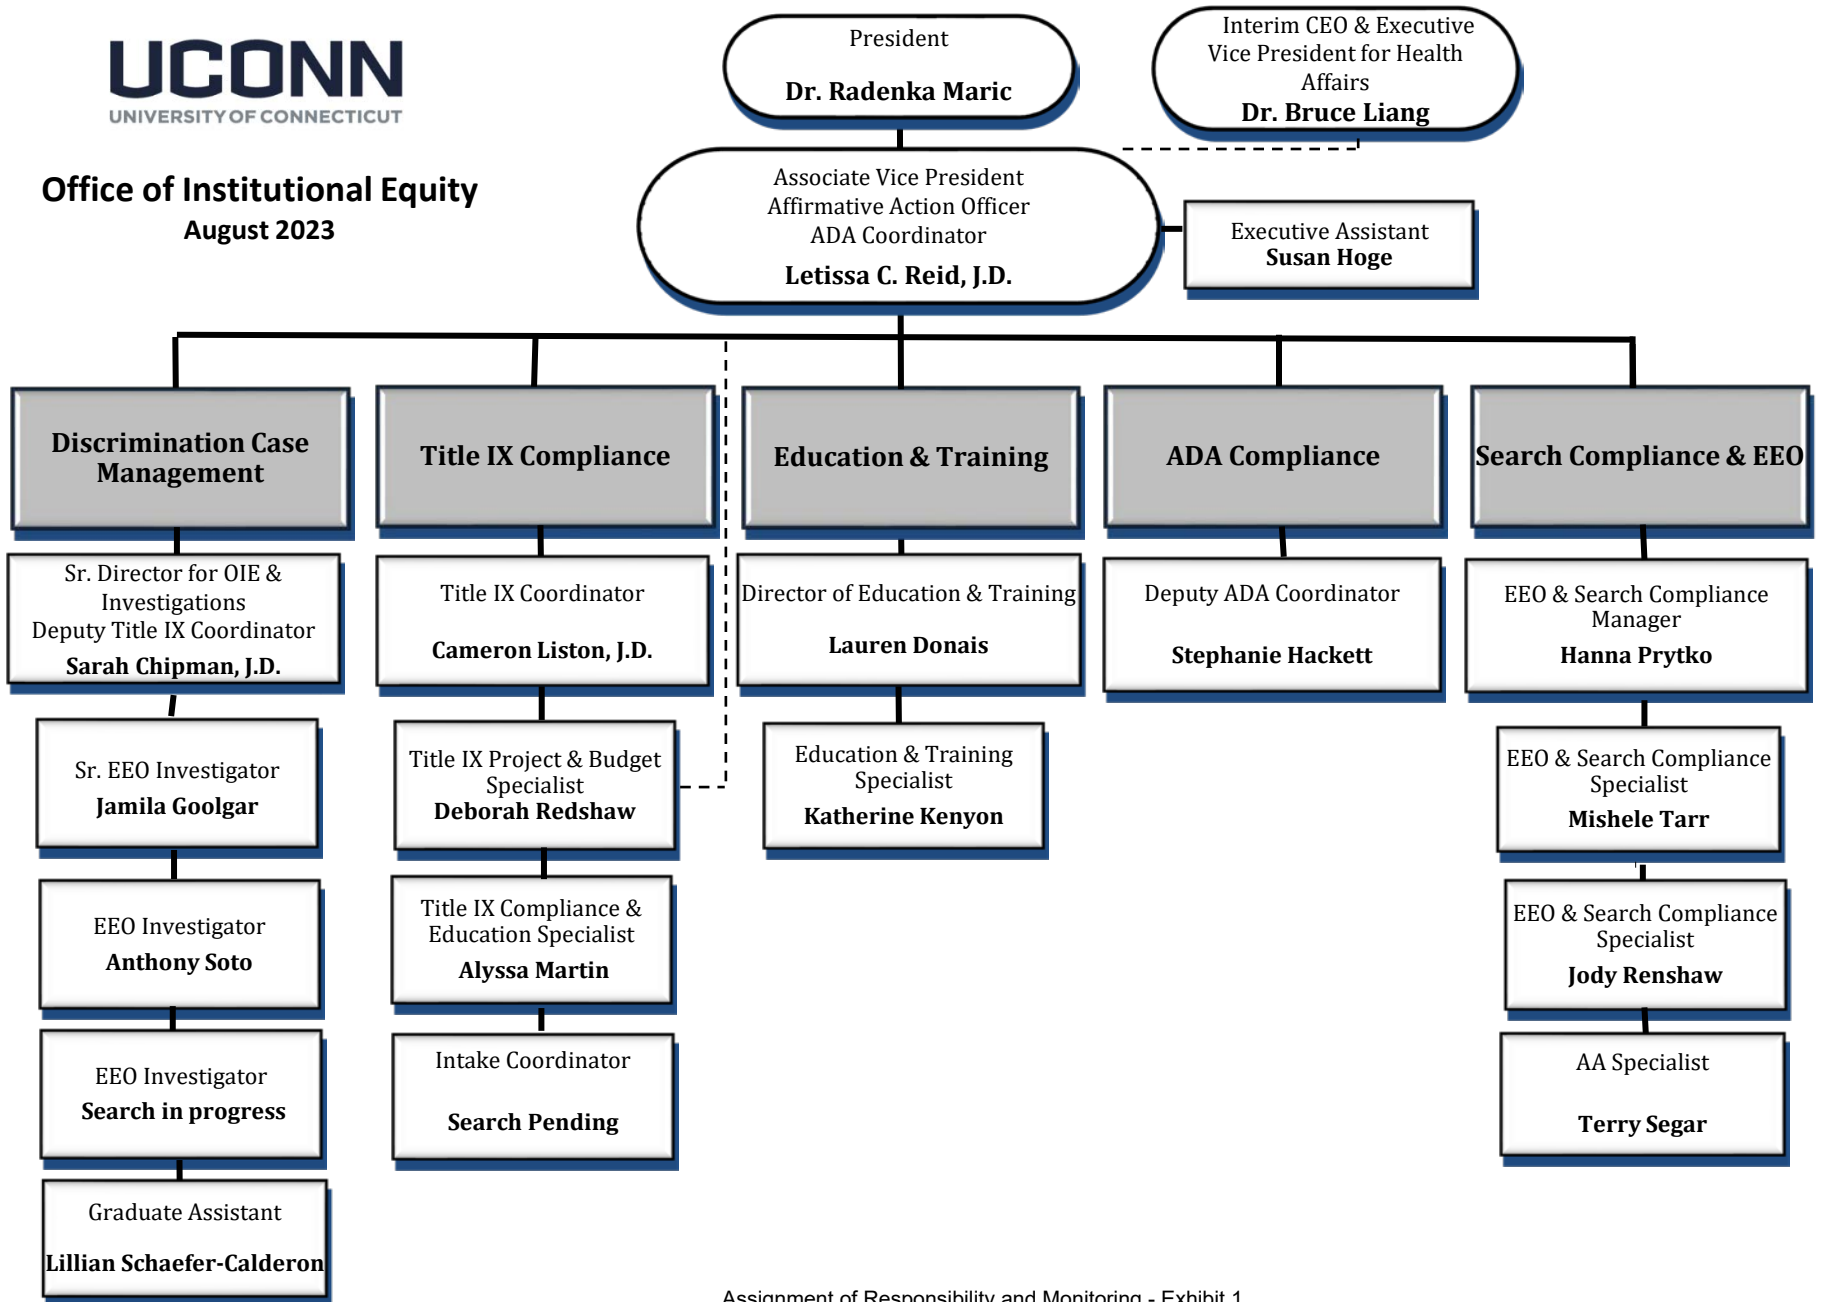 UCONN
UNIVERSITY OF CONNECTICUT
Office of Institutional Equity
August 2023
President
Dr. Radenka Maric
Interim CEO & Executive
Vice President for Health
Affairs
Dr. Bruce Liang
Associate Vice President
Affirmative Action Officer
ADA Coordinator
Letissa C. Reid, J.D.
Executive Assistant
Susan Hoge
Discrimination Case
Management
Sr. Director for OIE &
Investigations
Deputy Title IX Coordinator
Sarah Chipman, J.D.
Sr. EEO Investigator
Jamila Goolgar
EEO Investigator
Anthony Soto
EEO Investigator
Search in progress
Graduate Assistant
Lillian Schaefer-Calderon
Title IX Compliance
Title IX Coordinator
Cameron Liston, J.D.
Title IX Project & Budget
Specialist
Deborah Redshaw
Title IX Compliance &
Education Specialist
Alyssa Martin
Intake Coordinator
Search Pending
Education & Training
Director of Education & Training
Lauren Donais
Education & Training
Specialist
Katherine Kenyon
ADA Compliance
Deputy ADA Coordinator
Stephanie Hackett
Search Compliance & EEO
EEO & Search Compliance
Manager
Hanna Prytko
EEO & Search Compliance
Specialist
Mishele Tarr
EEO & Search Compliance
Specialist
Jody Renshaw
AA Specialist
Terry Segar
Assignment of Responsibility and Monitoring - Exhibit 1